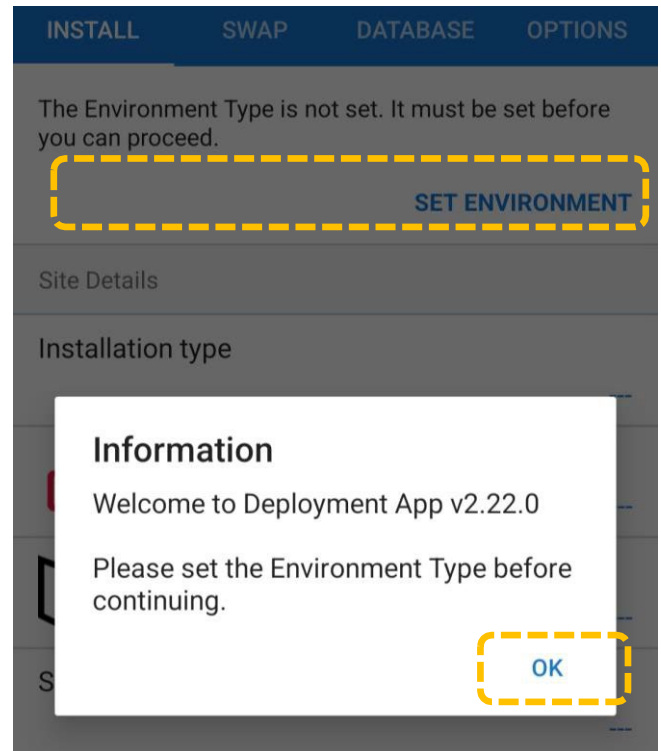 INSTALL SWAP DATABASE OPTIONS
The Environment Type is not set. It must be set before
you can proceed.
SET ENVIRONMENT
Site Details
Installation type
---
Information
Welcome to Deployment App v2.22.0
Please set the Environment Type before
continuing.
OK
S
---